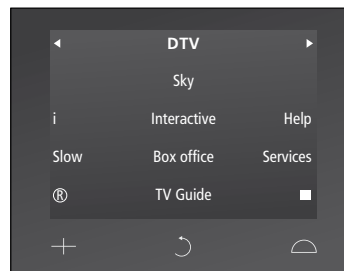 DTV
Sky
i Interactive Help
Slow Box office Services
® TV Guide